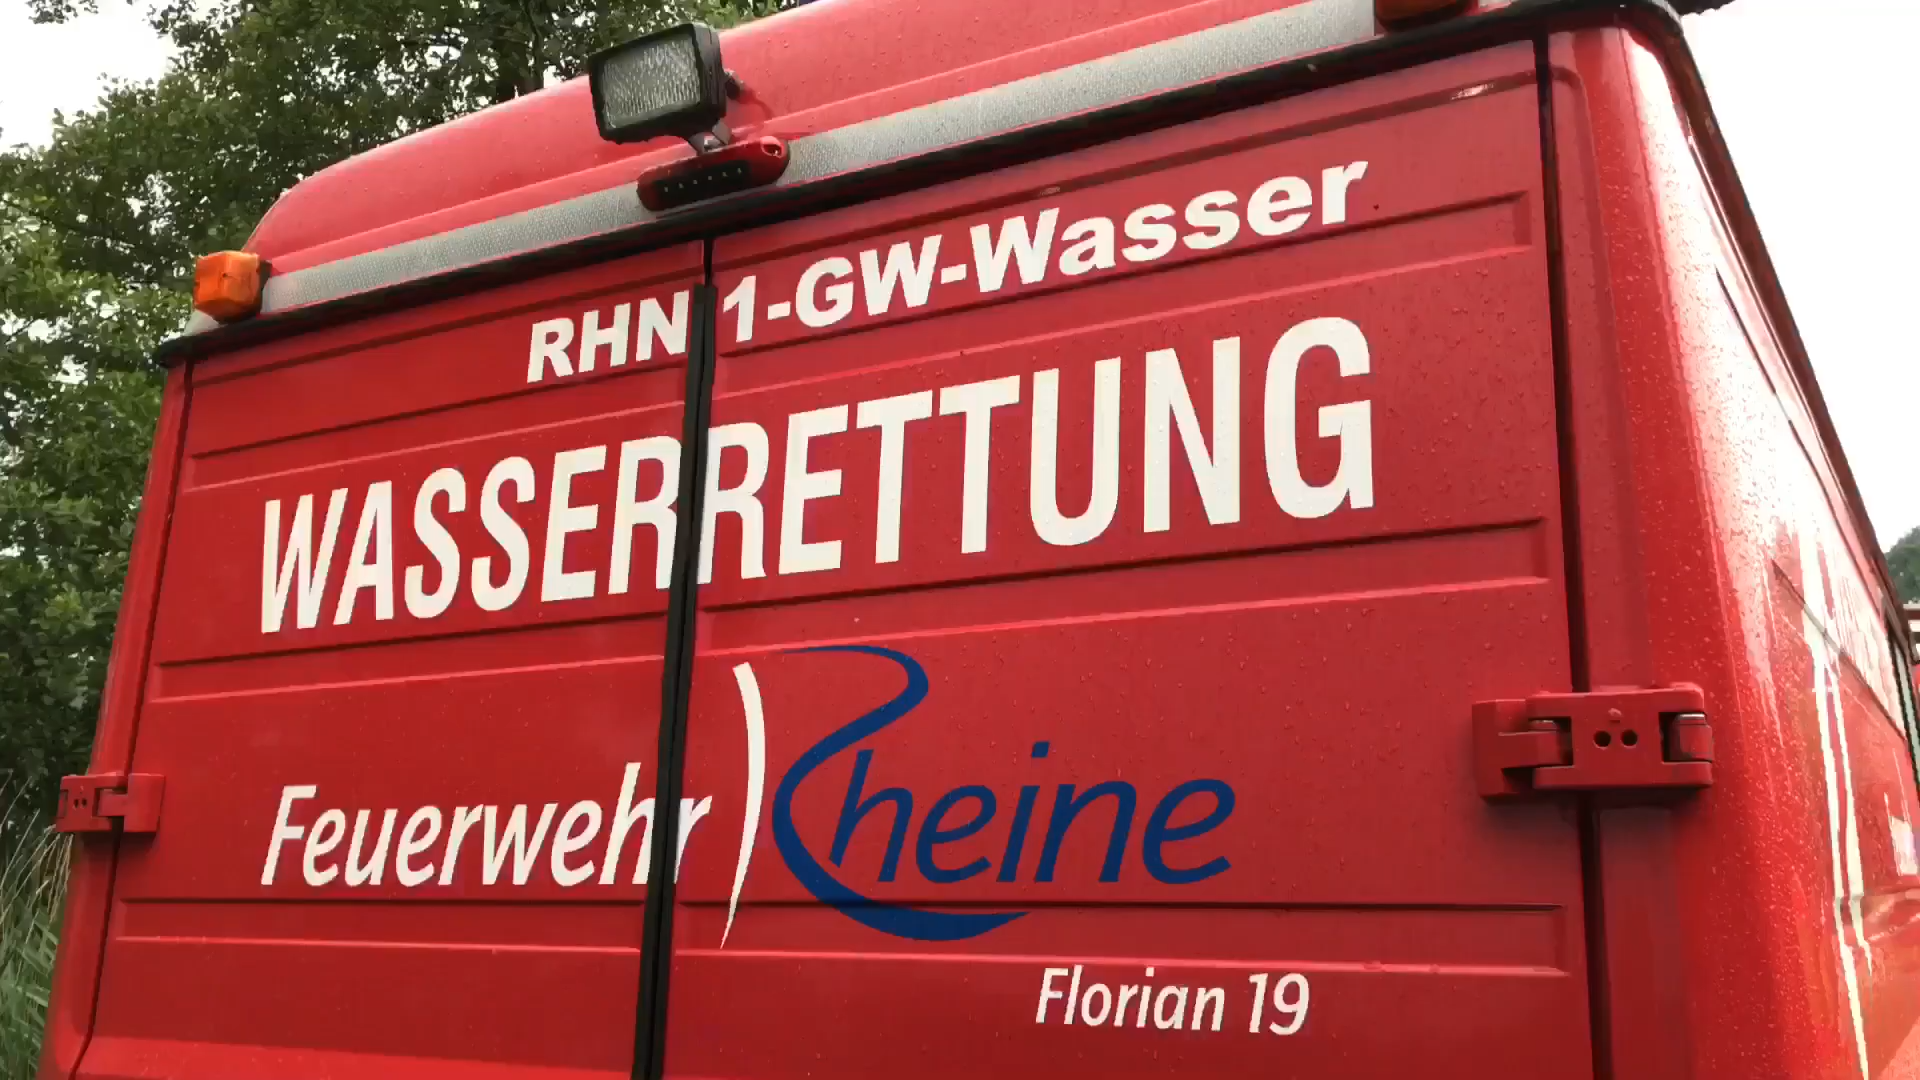 RHN 1-GW-Wasser
WASSERRETTUNG
Feuerwehr Rheine
Florian 19